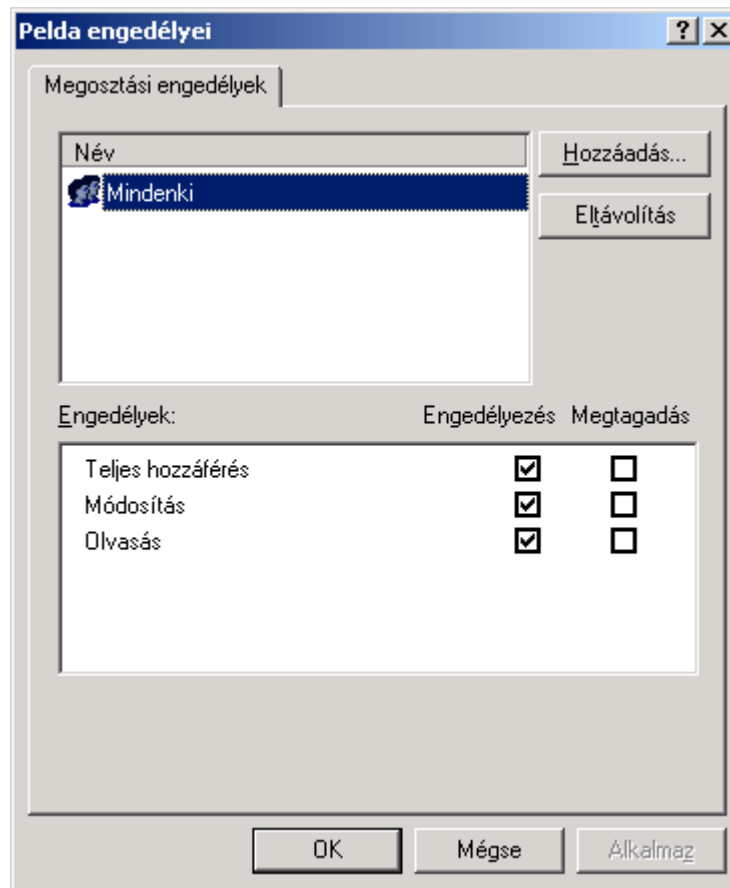 Pelda engedélyei
Megosztási engedélyek
Név
Hozzáadás...
Mindenki
Eltávolítás
Engedélyek: Engedélyezés Megtagadás
Teljes hozzáférés
Módosítás
Olvasás
OK Mégse Alkalmaz